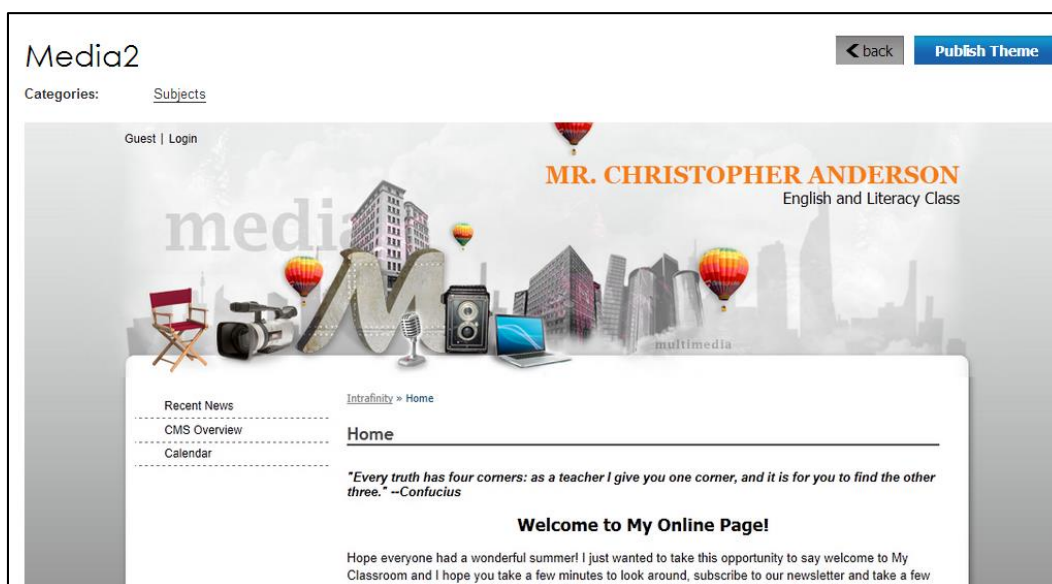 Media2
back
Publish Theme
Categories: Subjects
Guest | Login
MR. CHRISTOPHER ANDERSON
English and Literacy Class
media
M
multimedia
Recent News
CMS Overview
Calendar
Intrafinity » Home
Home
"Every truth has four corners: as a teacher I give you one corner, and it is for you to find the other
three." --Confucius
Welcome to My Online Page!
Hope everyone had a wonderful summer! I just wanted to take this opportunity to say welcome to My
Classroom and I hope you take a few minutes to look around, subscribe to our newsletter and take a few